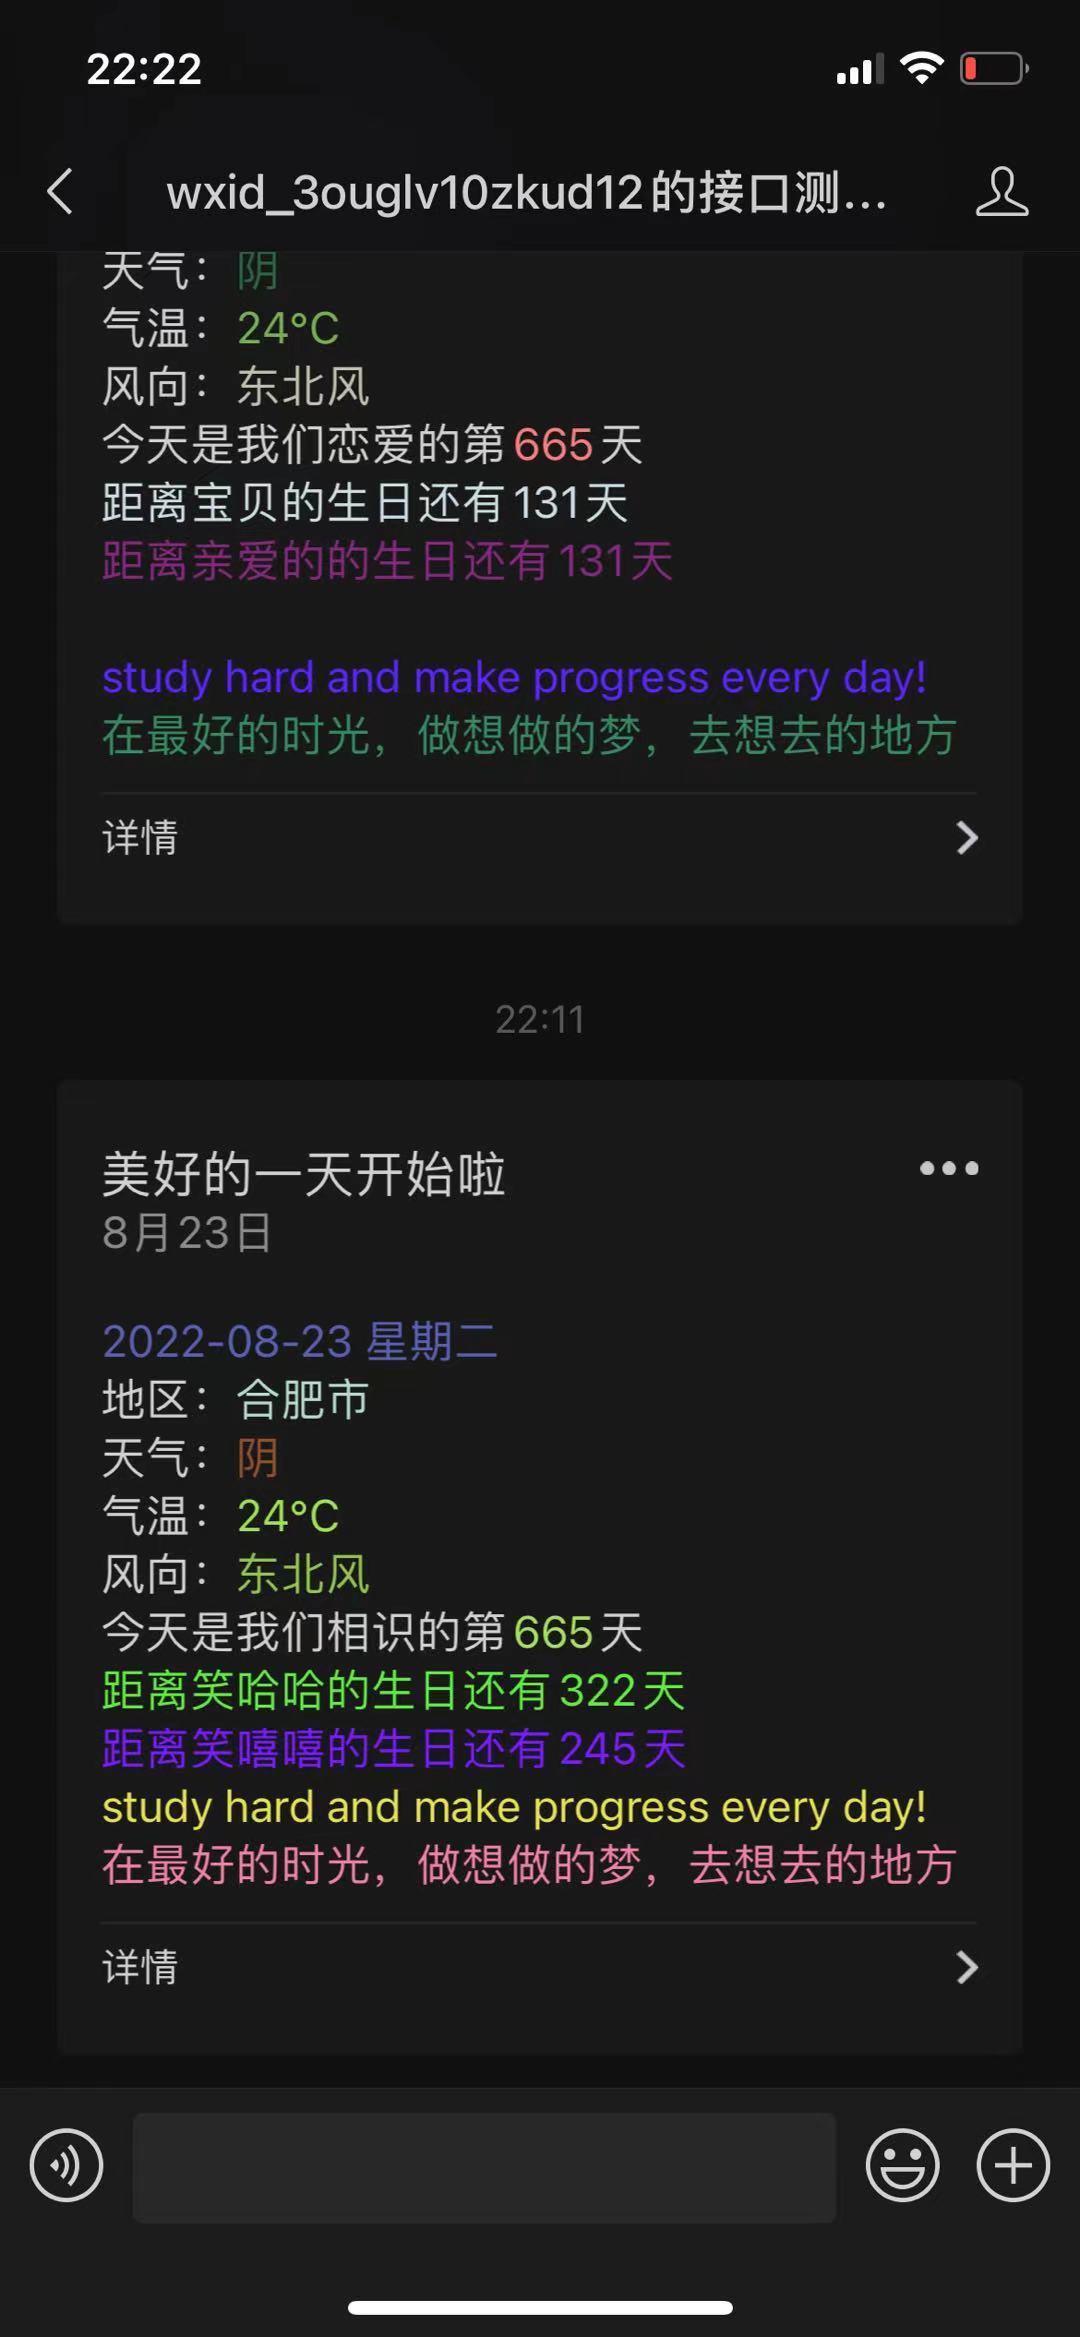 22:22
wxid_3ouglv10zkud12的接口测...
天气：阴
气温：24°C
风向：东北风
今天是我们恋爱的第665天
距离宝贝的生日还有131天
距离亲爱的的生日还有131天
study hard and make progress every day!
在最好的时光，做想做的梦，去想去的地方
详情
22:11
美好的一天开始啦
8月23日
2022-08-23 星期二
地区：合肥市
天气：阴
气温：24°C
风向：东北风
今天是我们相识的第665天
距离笑哈哈的生日还有322天
距离笑嘻嘻的生日还有245天
study hard and make progress every day!
在最好的时光，做想做的梦，去想去的地方
详情